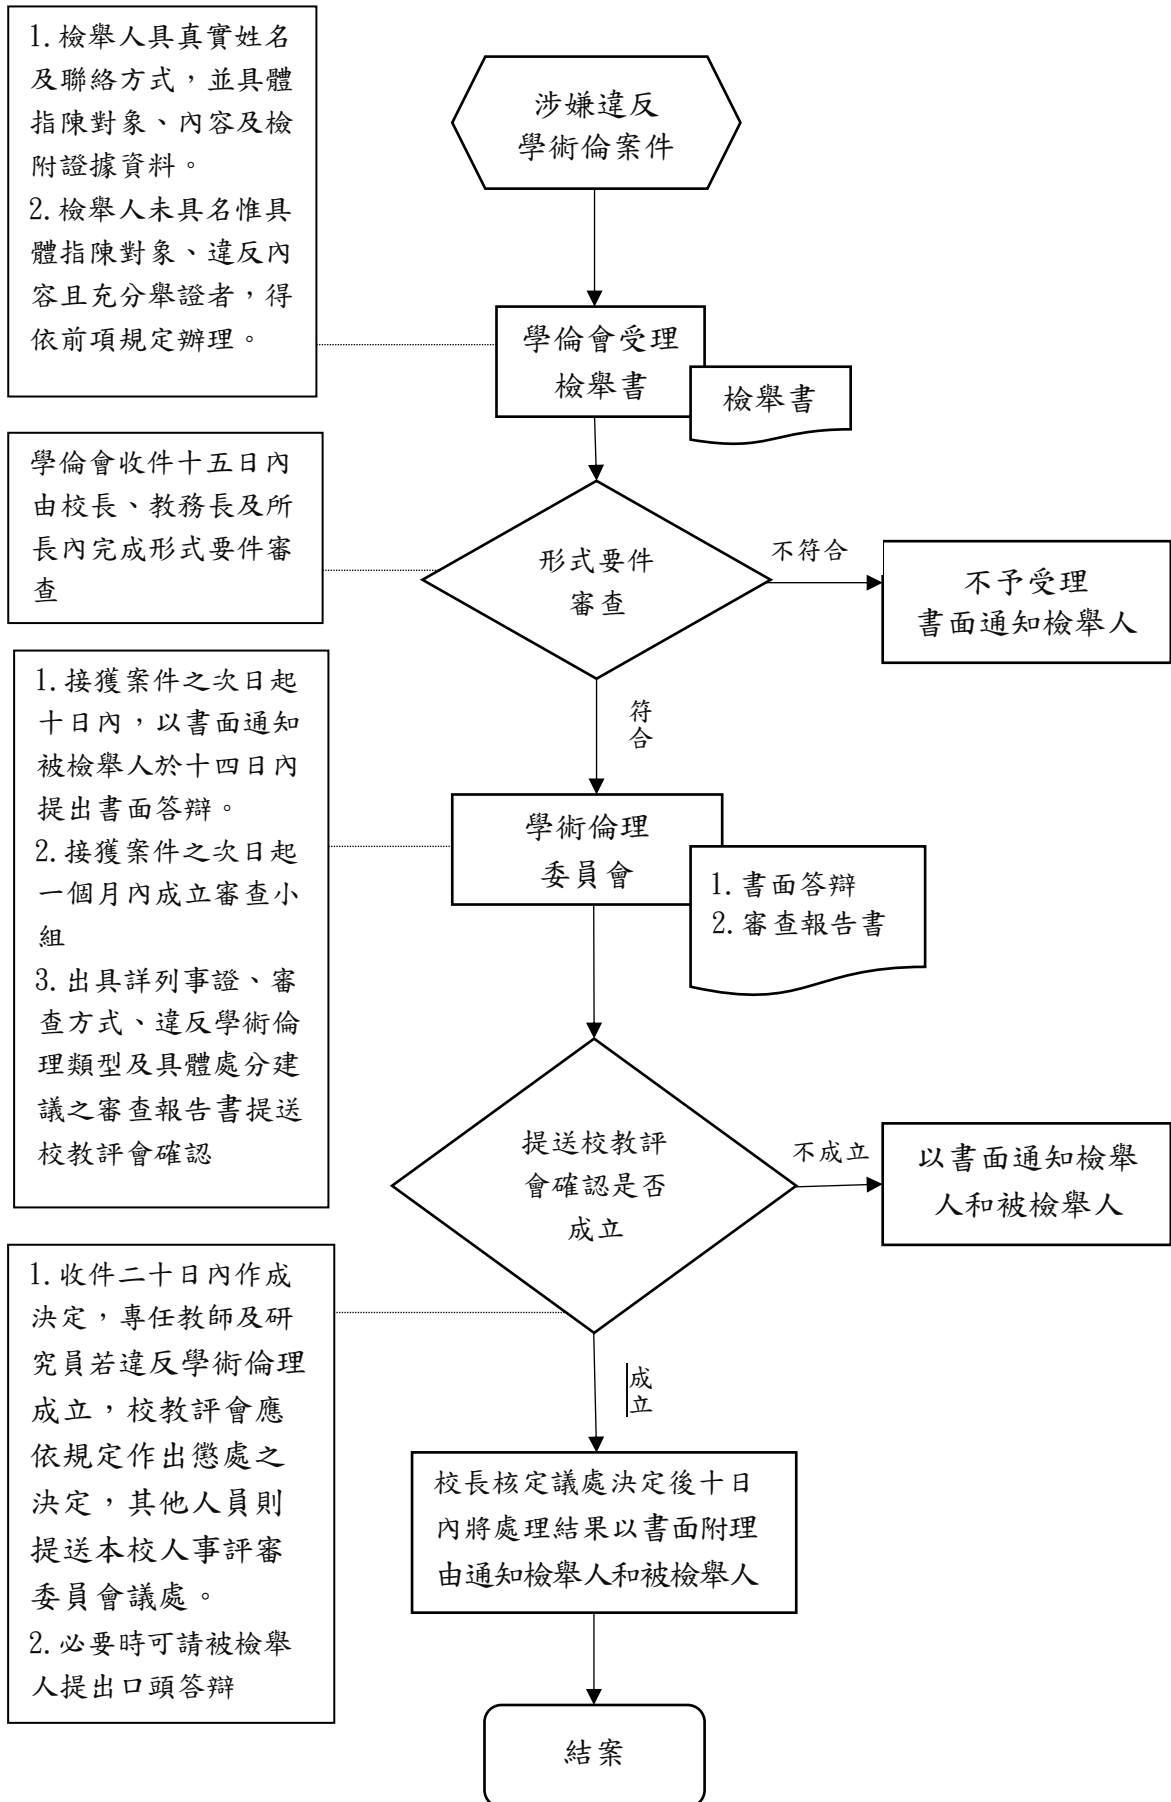 1.檢舉人具真實姓名
及聯絡方式，並具體
指陳對象、內容及檢
附證據資料。
2.檢舉人未具名惟具
體指陳對象、違反內
容且充分舉證者，得
依前項規定辦理。
涉嫌違反
學術倫案件
學倫會受理
檢舉書
檢舉書
學倫會收件十五日內
由校長、教務長及所
長內完成形式要件審
查
形式要件
審查
不符合
不予受理
書面通知檢舉人
符
合
1.接獲案件之次日起
十日內，以書面通知
被檢舉人於十四日內
提出書面答辯。
2.接獲案件之次日起
一個月內成立審查小
組
3.出具詳列事證、審
查方式、違反學術倫
理類型及具體處分建
議之審查報告書提送
校教評會確認
學術倫理
委員會
1.書面答辯
2.審查報告書
提送校教評
會確認是否
成立
不成立
以書面通知檢舉
人和被檢舉人
1.收件二十日內作成
決定，專任教師及研
究員若違反學術倫理
成立，校教評會應
依規定作出懲處之
決定，其他人員則
提送本校人事評審
委員會議處。
2.必要時可請被檢舉
人提出口頭答辯
成
立
校長核定議處決定後十日
內將處理結果以書面附理
由通知檢舉人和被檢舉人
結案